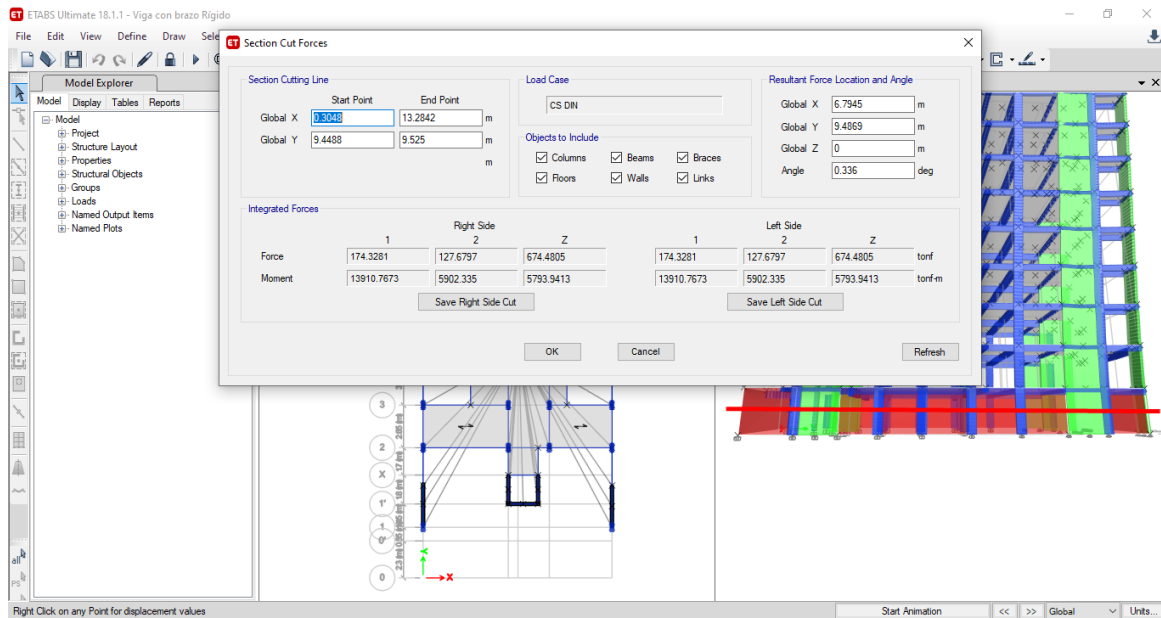 ETABS Ultimate 18.1.1 - Viga con brazo Rígido
File Edit View Define Draw Sele
Model Explorer
Model Display Tables Reports
Model
Project
Structure Layout
Properties
Structural Objects
Groups
Loads
Named Output Items
Named Plots
Section Cut Forces
Section Cutting Line
Start Point End Point
Global X 0.3048 13.2842 m
Global Y 9.4488 9.525 m
m
Load Case
CS DIN
Objects to Include
Columns Beams Braces
Floors Walls Links
Resultant Force Location and Angle
Global X 6.7945 m
Global Y 9.4869 m
Global Z 0 m
Angle 0.336 deg
Integrated Forces
Right Side Left Side
1 2 Z 1 2 Z
Force 174.3281 127.6797 674.4805 174.3281 127.6797 674.4805 tonf
Moment 13910.7673 5902.335 5793.9413 13910.7673 5902.335 5793.9413 tonf-m
Save Right Side Cut Save Left Side Cut
OK Cancel Refresh
3
2
X
1'
1
0'
0
Y
X
all
PS
Right Click on any Point for displacement values
Start Animation << >> Global Units...